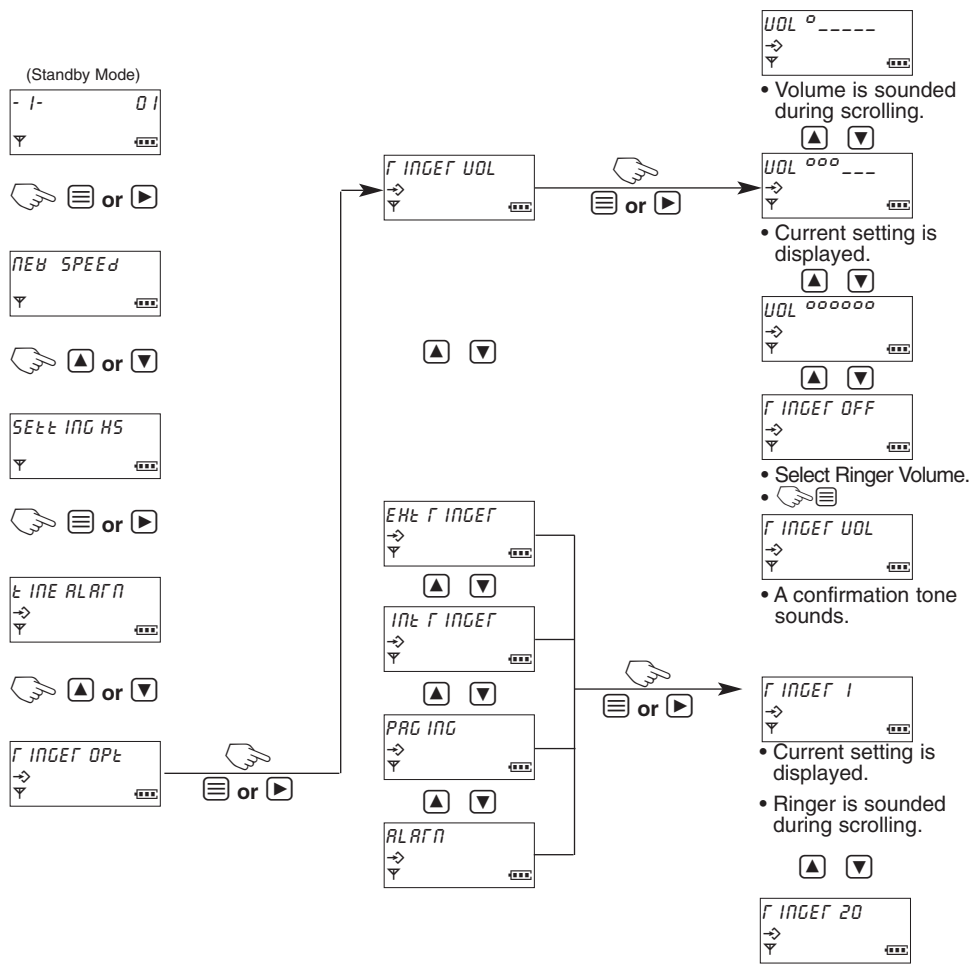 (Standby Mode)
- 1- 01
or
NEW SPEEd
or
SEttING HS
or
tIME ALArM
or
rINGEr OPt
or
rINGEr VOL
or
EXt rINGEr
INt rINGEr
PAGING
ALArM
or
VOL °_____
• Volume is sounded
during scrolling.
VOL °°°___
• Current setting is
displayed.
VOL °°°°°°
rINGEr OFF
• Select Ringer Volume.
•
rINGEr VOL
• A confirmation tone
sounds.
rINGEr 1
• Current setting is
displayed.
• Ringer is sounded
during scrolling.
rINGEr 20